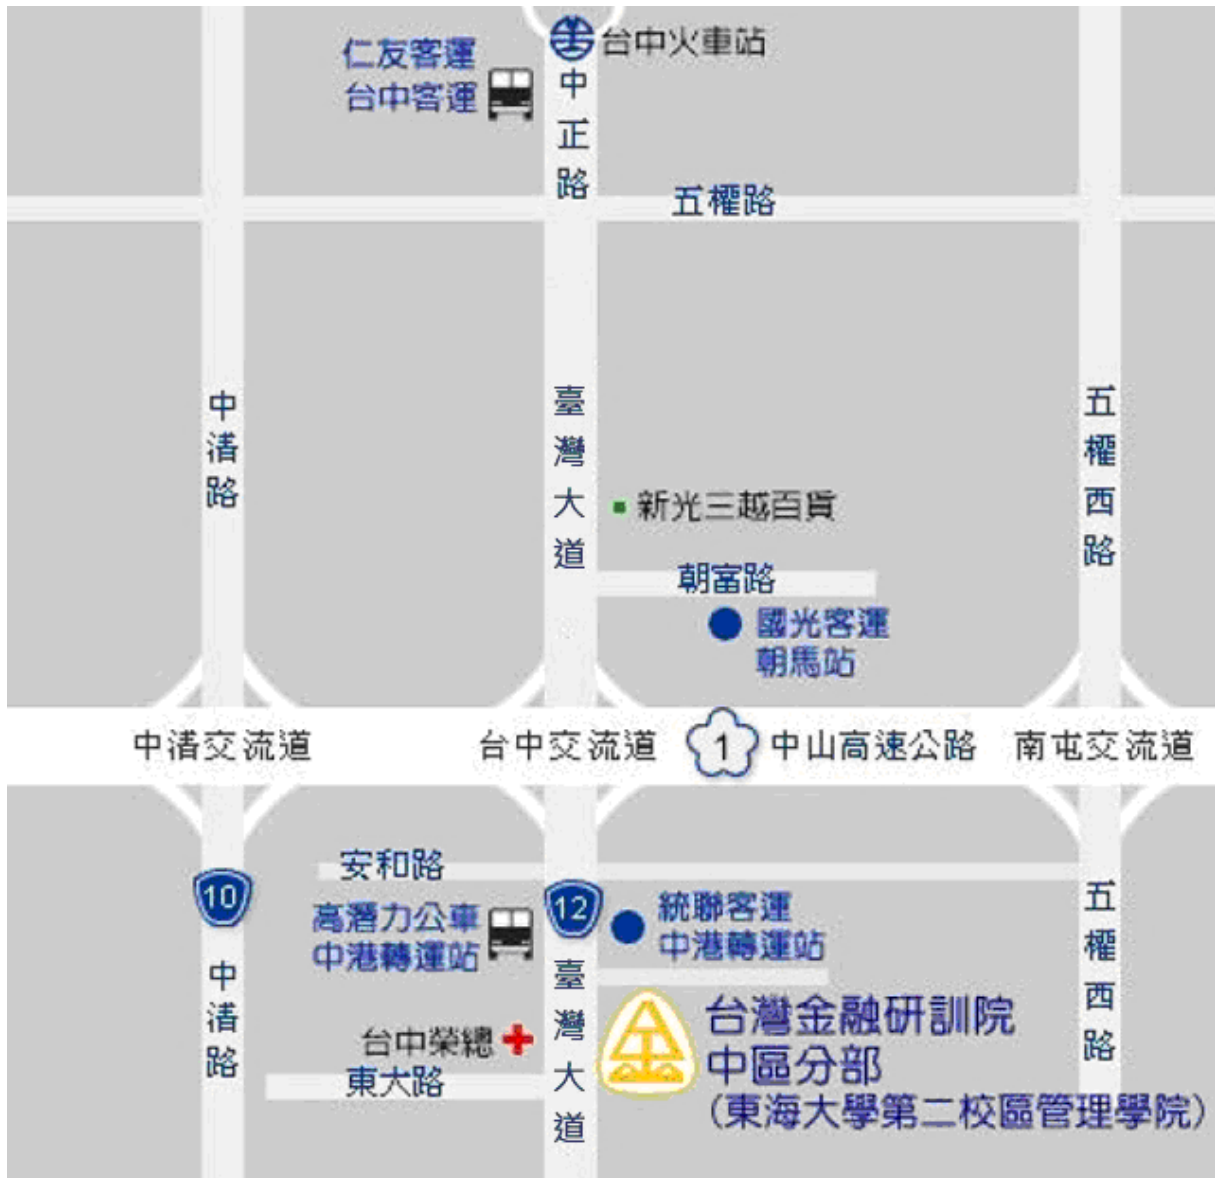 台中火車站
仁友客運
台中客運
中正路
五權路
中清路
臺灣大道
五權西路
新光三越百貨
朝富路
國光客運
朝馬站
中清交流道
台中交流道
1
中山高速公路
南屯交流道
安和路
10
12
高潛力公車
中港轉運站
統聯客運
中港轉運站
中清路
臺灣大道
五權西路
台中榮總
東大路
台灣金融研訓院
中區分部
(東海大學第二校區管理學院)